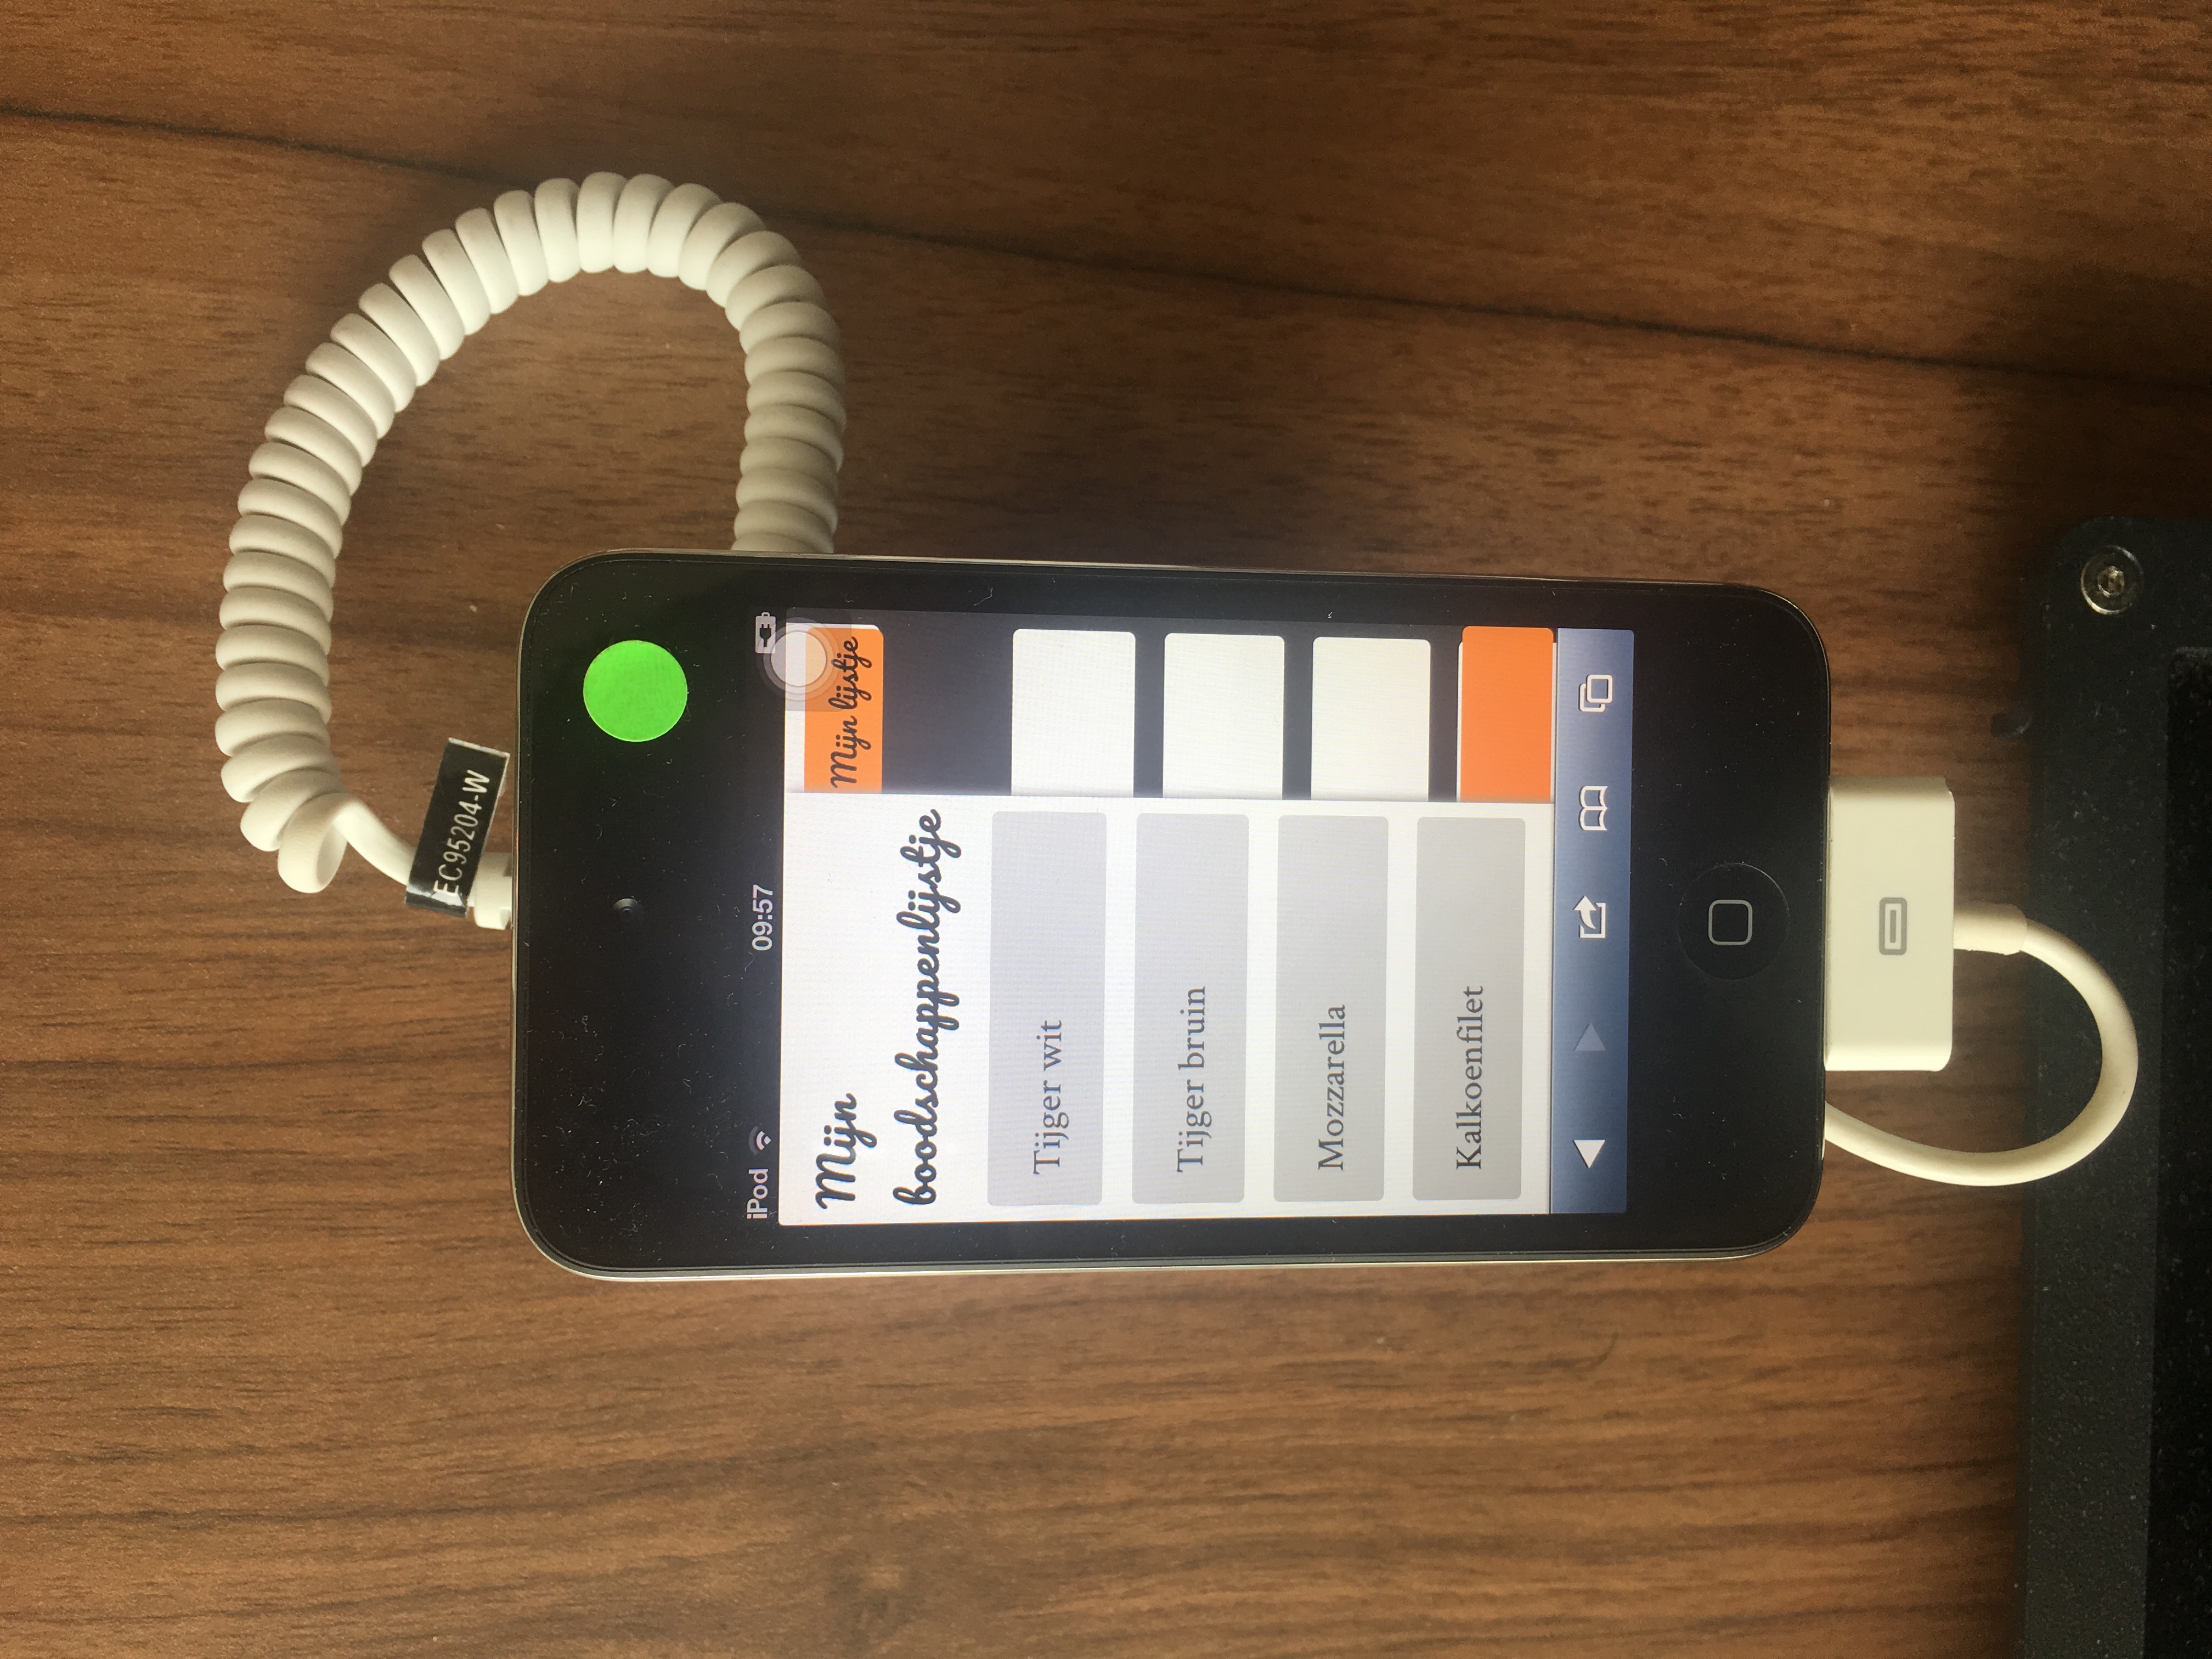 EC95204-W
iPod 09:57
Mijn
boodschappenlijstje
Mijn lijstje
Tijger wit
Tijger bruin
Mozzarella
Kalkoenfilet